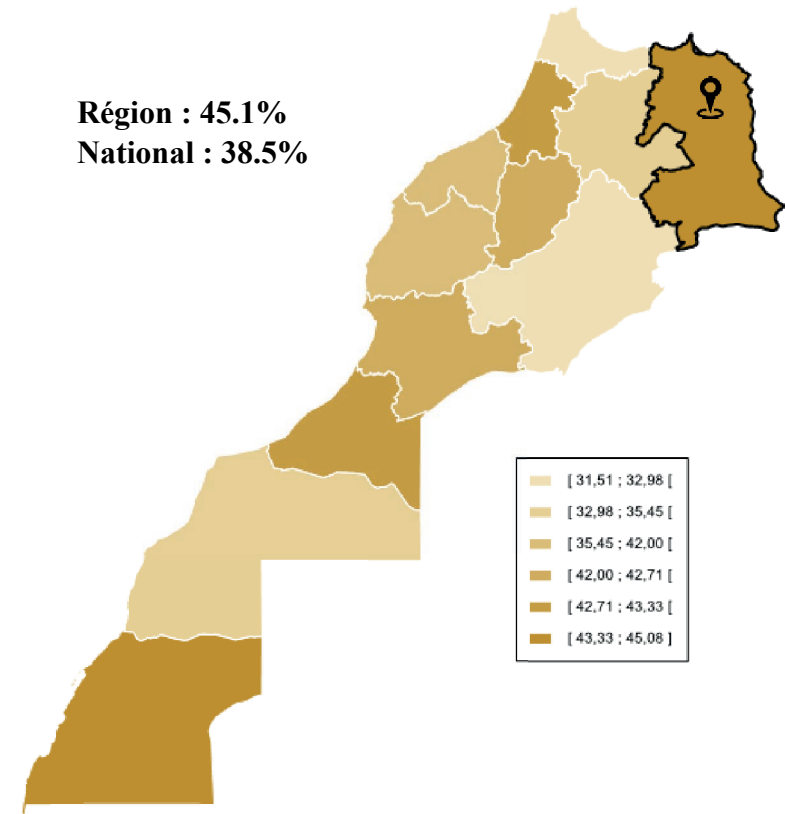 Région : 45.1%
National : 38.5%
[ 31,51 ; 32,98 [
[ 32,98 ; 35,45 [
[ 35,45 ; 42,00 [
[ 42,00 ; 42,71 [
[ 42,71 ; 43,33 [
[ 43,33 ; 45,08 ]